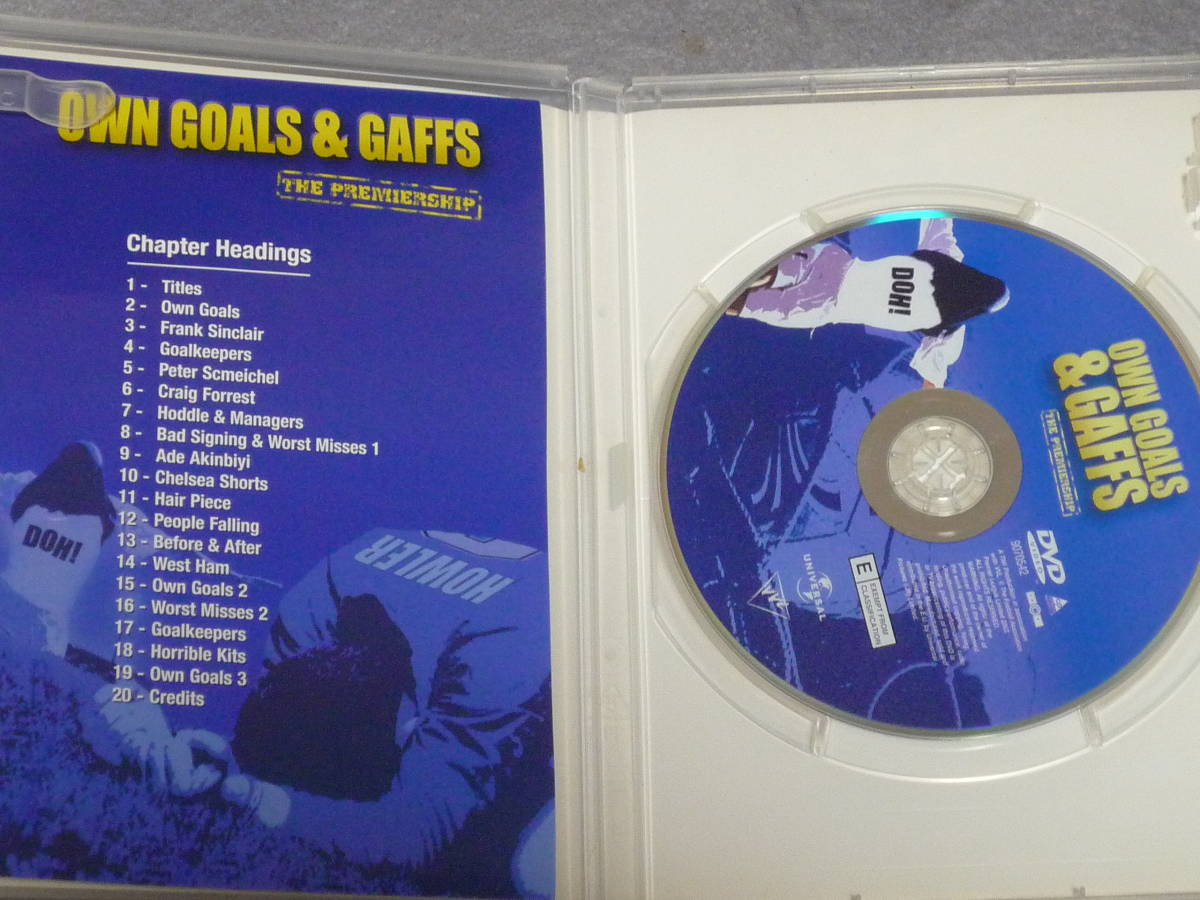 OWN GOALS & GAFFS
THE PREMIERSHIP
Chapter Headings
1 - Titles
2 - Own Goals
3 - Frank Sinclair
4 - Goalkeepers
5 - Peter Scmeichel
6 - Craig Forrest
7 - Hoddle & Managers
8 - Bad Signing & Worst Misses 1
9 - Ade Akinbiyi
10 - Chelsea Shorts
11 - Hair Piece
12 - People Falling
13 - Before & After
14 - West Ham
15 - Own Goals 2
16 - Worst Misses 2
17 - Goalkeepers
18 - Horrible Kits
19 - Own Goals 3
20 - Credits
DOH!
HOWLER
DOH!
OWN GOALS
& GAFFS
THE PREMIERSHIP
DVD
VIDEO
9070542
E
EXEMPT FROM
CLASSIFICATION
UNIVERSAL